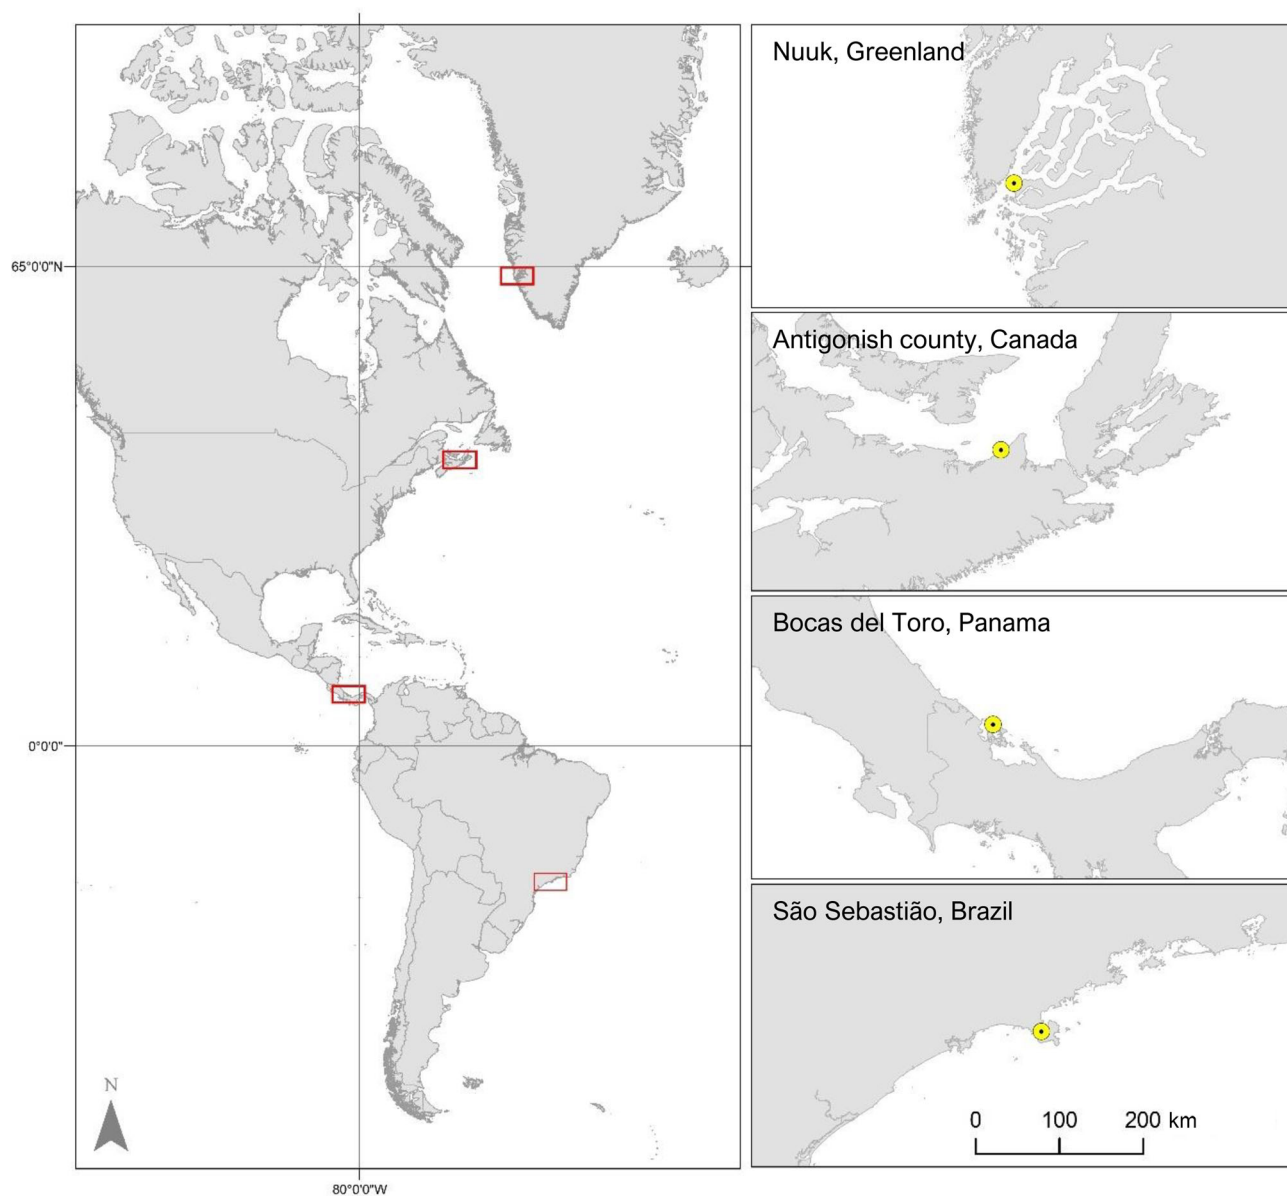 Nuuk, Greenland
65°0'0"N
Antigonish county, Canada
Bocas del Toro, Panama
0°0'0"
São Sebastião, Brazil
N
0 100 200 km
80°0'0"W